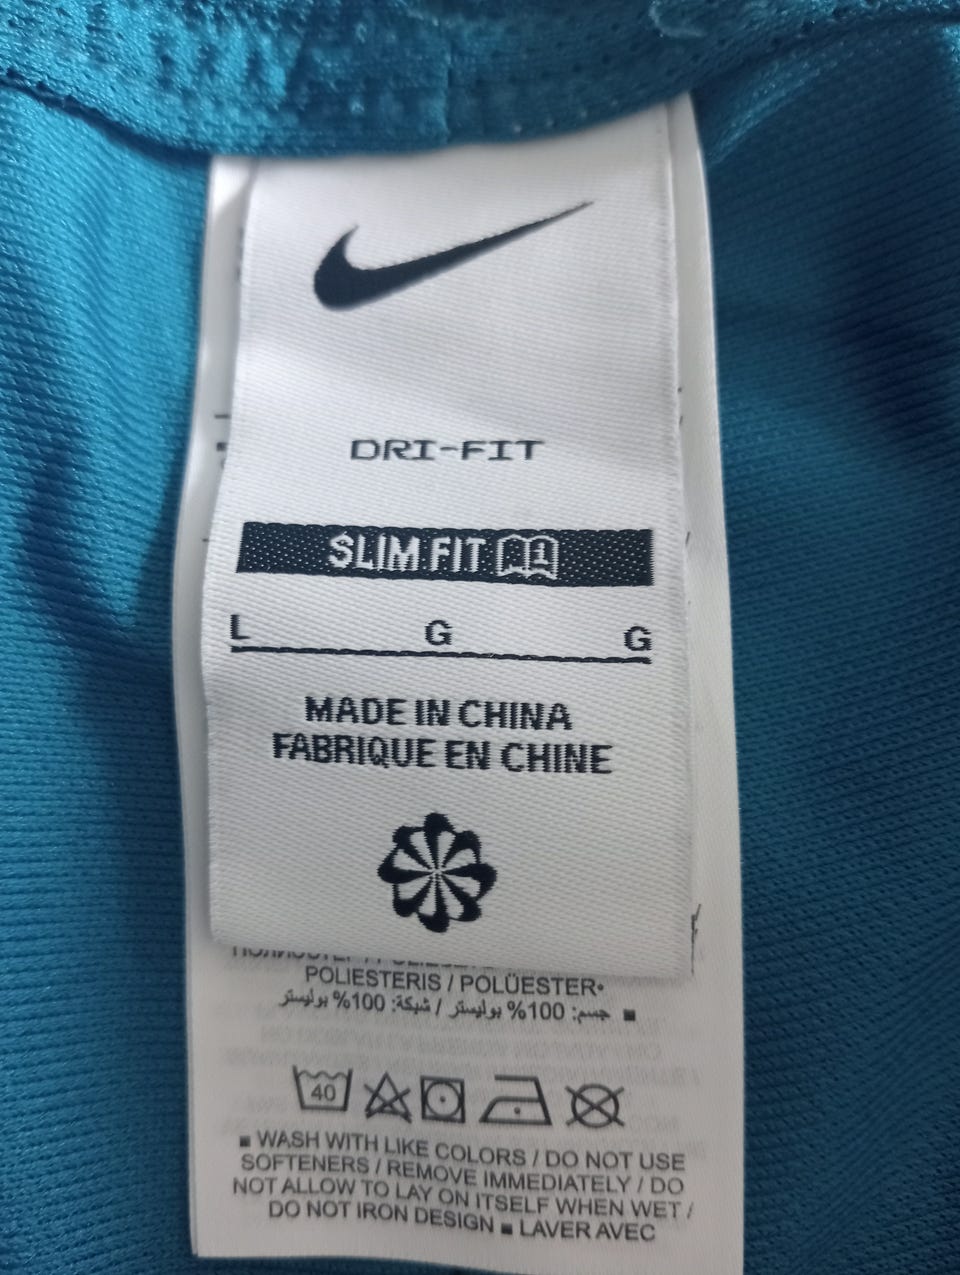 DRI-FIT
SLIM FIT 1
L G G
MADE IN CHINA
FABRIQUE EN CHINE
POLIESTERIS / POLÜESTER•
■ جسم: 100% بوليستر / شبكة: 100% بوليستر
40
■ WASH WITH LIKE COLORS / DO NOT USE
SOFTENERS / REMOVE IMMEDIATELY / DO
NOT ALLOW TO LAY ON ITSELF WHEN WET /
DO NOT IRON DESIGN ■ LAVER AVEC